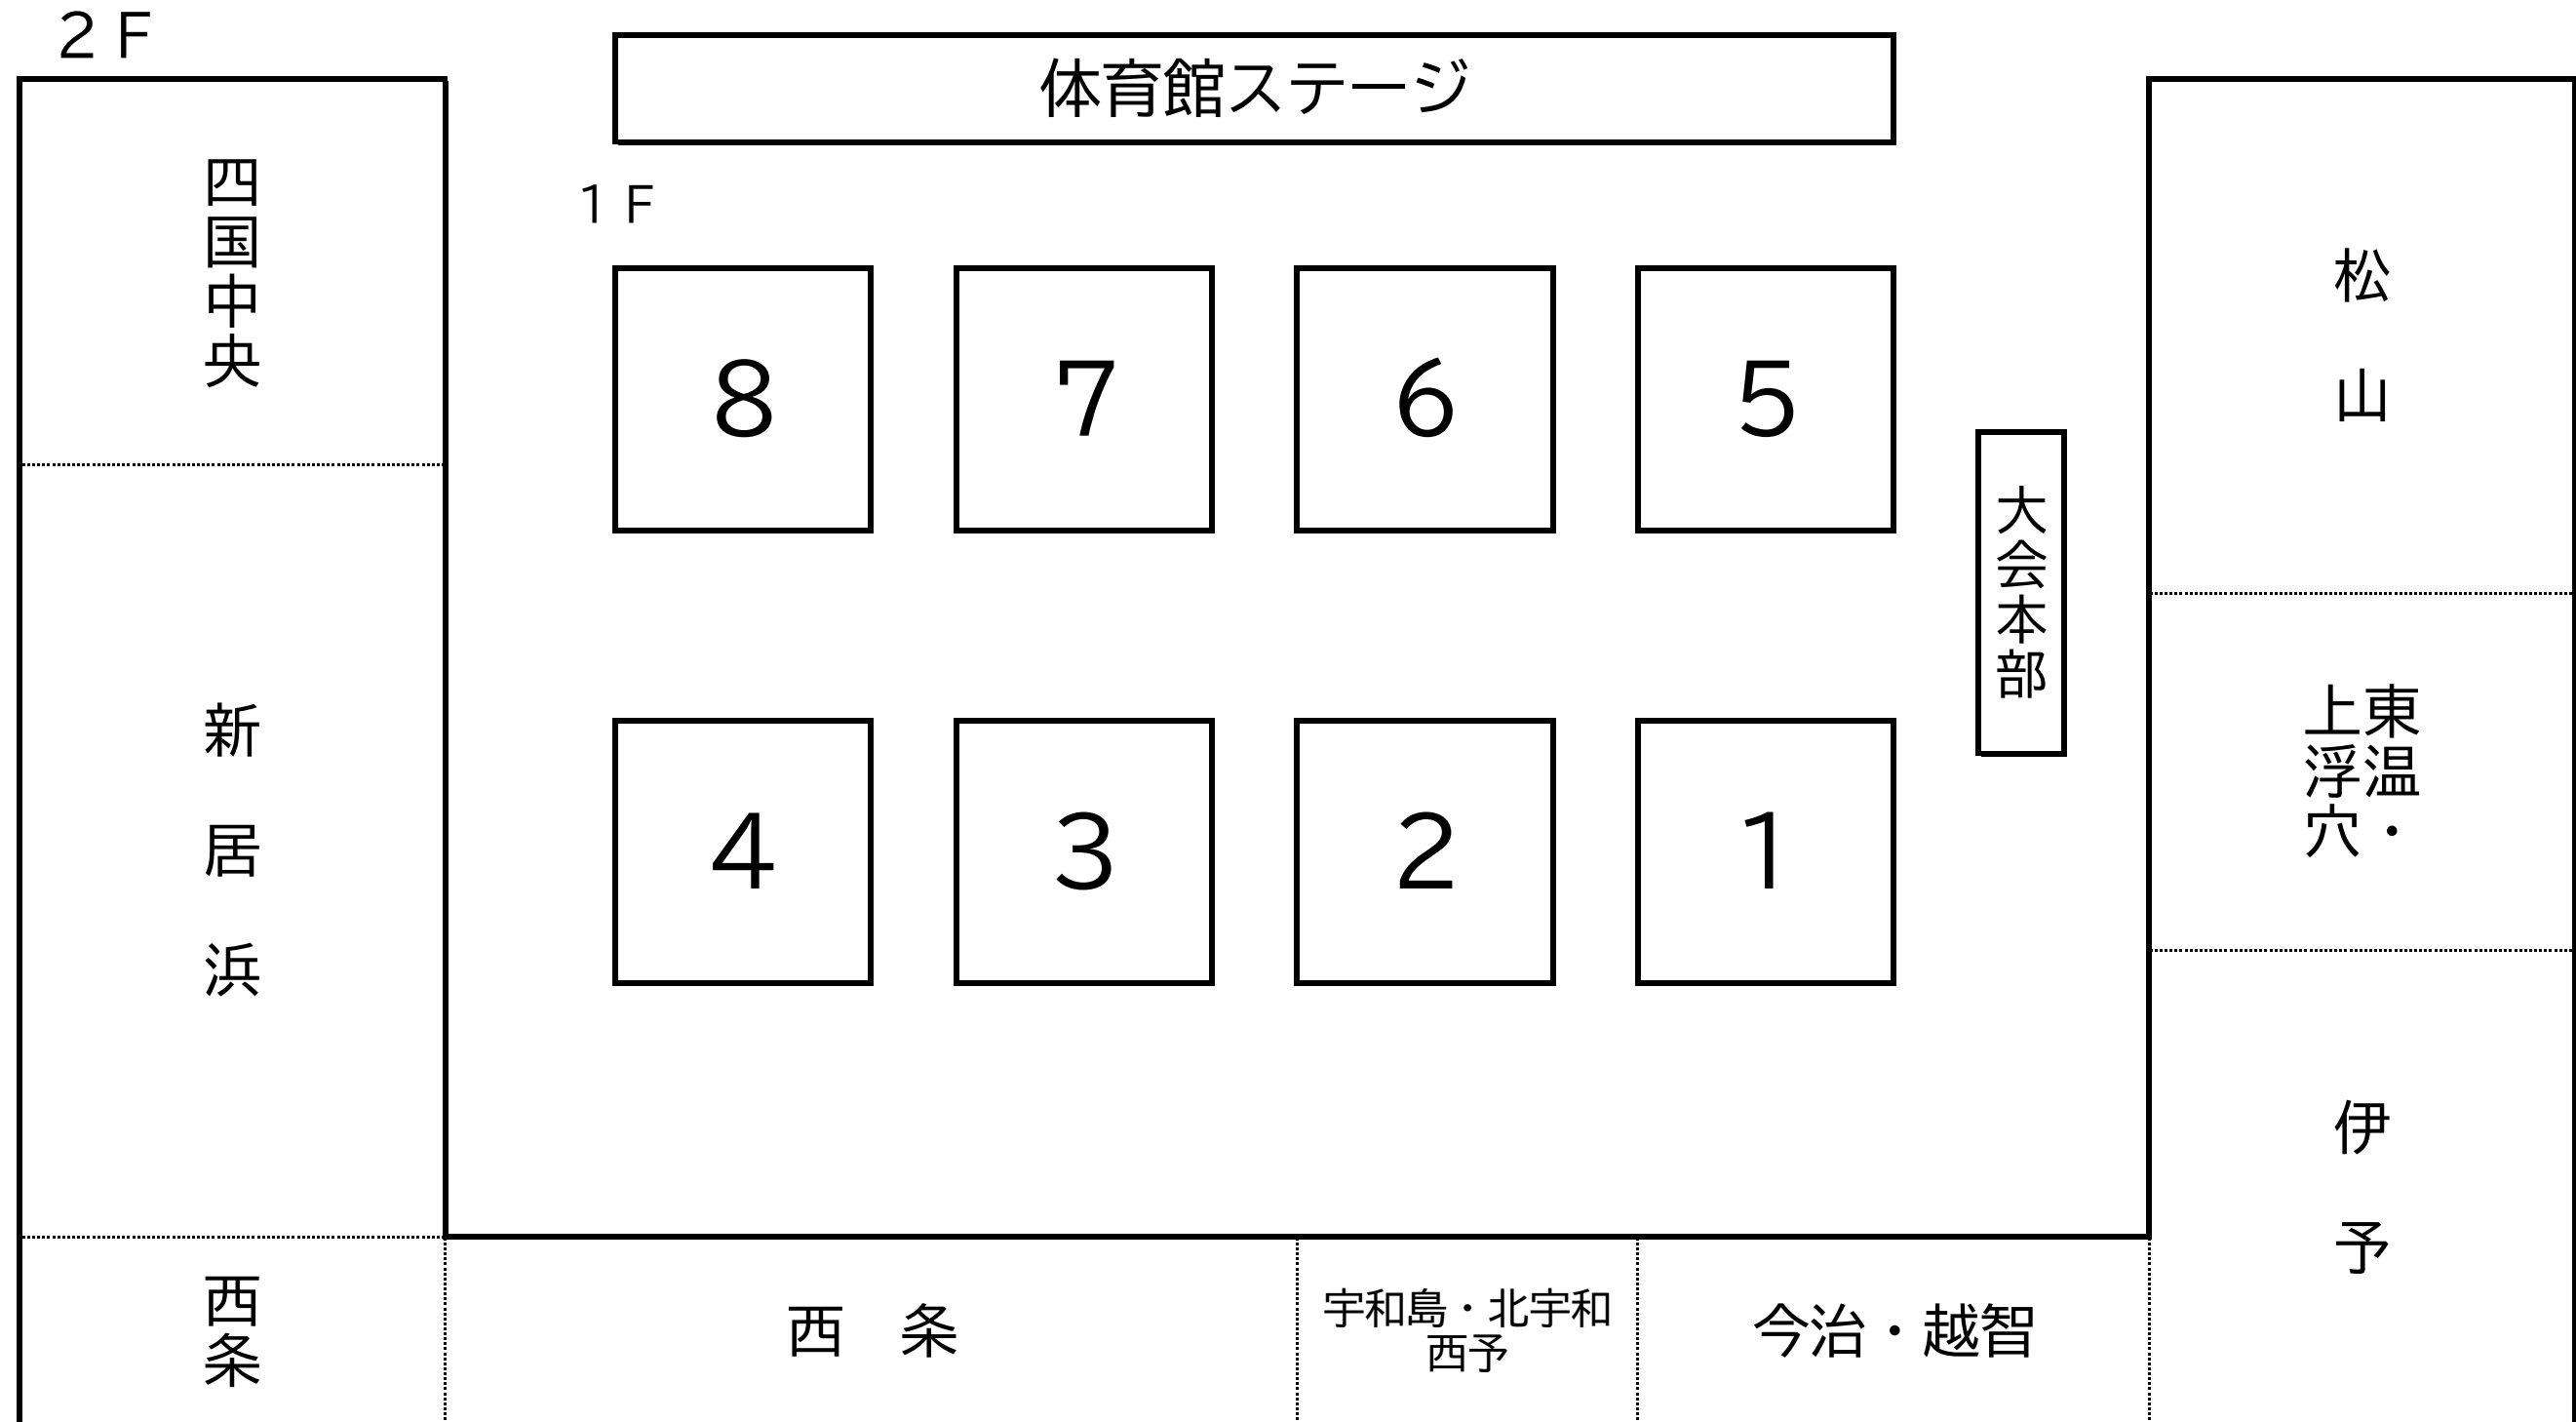 ２Ｆ
体育館ステージ
１Ｆ
四国中央
新居浜
西条
8
7
6
5
4
3
2
1
大会本部
松山
東温・
上浮穴
伊予
西　条
宇和島・北宇和
西予
今治・越智